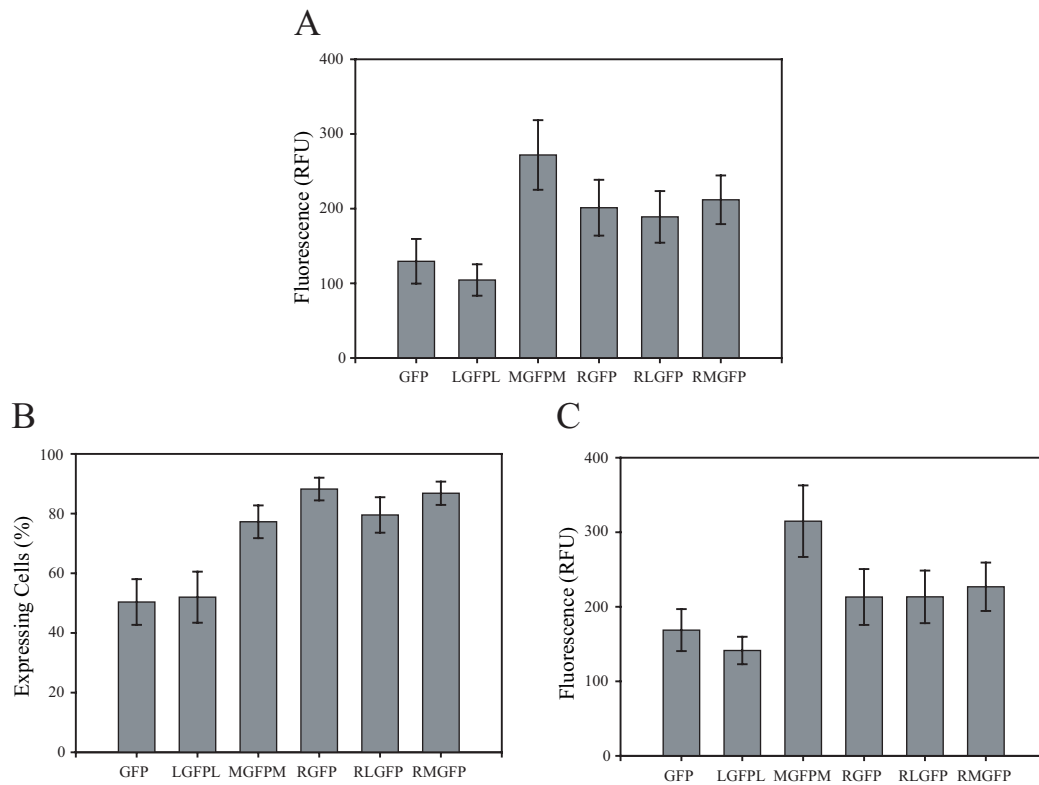 A
Fluorescence (RFU)
400
300
200
100
0
GFP LGFPL MGFPM RGFP RLGFP RMGFP
B
Expressing Cells (%)
100
80
60
40
20
0
GFP LGFPL MGFPM RGFP RLGFP RMGFP
C
Fluorescence (RFU)
400
300
200
100
0
GFP LGFPL MGFPM RGFP RLGFP RMGFP